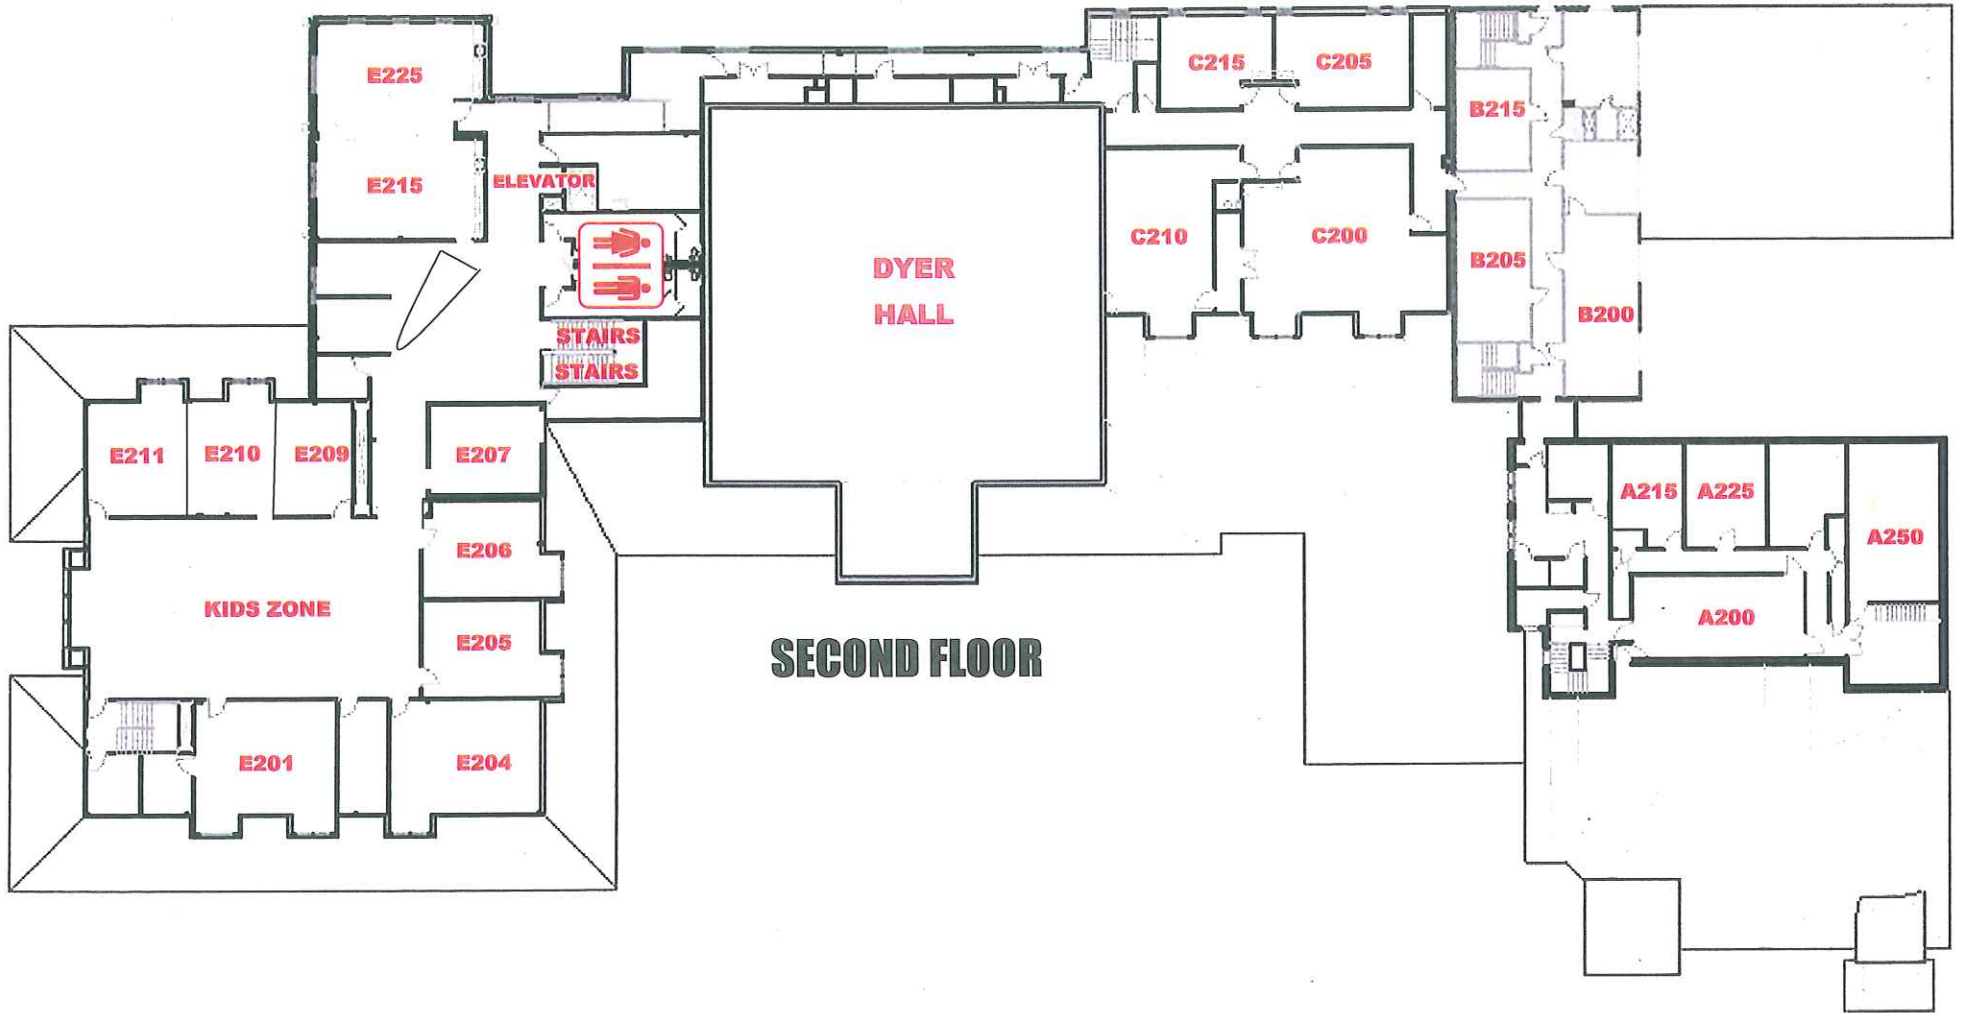 E225
E215
ELEVATOR
STAIRS
STAIRS
DYER
HALL
C215
C205
C210
C200
B215
B205
B200
E211
E210
E209
E207
E206
E205
KIDS ZONE
E201
E204
SECOND FLOOR
A215
A225
A250
A200